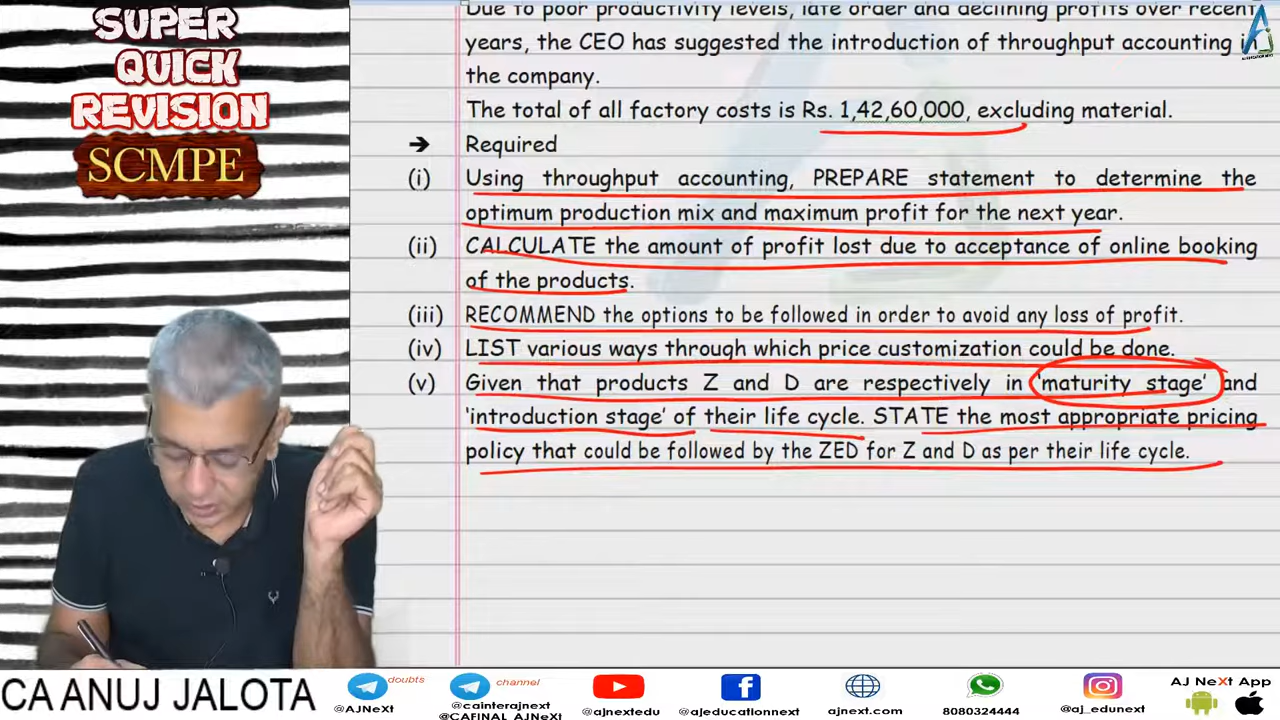 SUPER
QUICK
REVISION
SCMPE
Due to poor productivity levels, late order and declining profits over recent
years, the CEO has suggested the introduction of throughput accounting in
the company.
The total of all factory costs is Rs. 1,42,60,000, excluding material.
➔ Required
(i) Using throughput accounting, PREPARE statement to determine the
optimum production mix and maximum profit for the next year.
(ii) CALCULATE the amount of profit lost due to acceptance of online booking
of the products.
(iii) RECOMMEND the options to be followed in order to avoid any loss of profit.
(iv) LIST various ways through which price customization could be done.
(v) Given that products Z and D are respectively in 'maturity stage' and
'introduction stage' of their life cycle. STATE the most appropriate pricing
policy that could be followed by the ZED for Z and D as per their life cycle.
CA ANUJ JALOTA
doubts
@AJNeXt
channel
@cainterajnext
@CAFINAL_AJNeXt
@ajnextedu
@ajeducationnext
ajnext.com
8080324444
@aj_edunext
AJ NeXt App